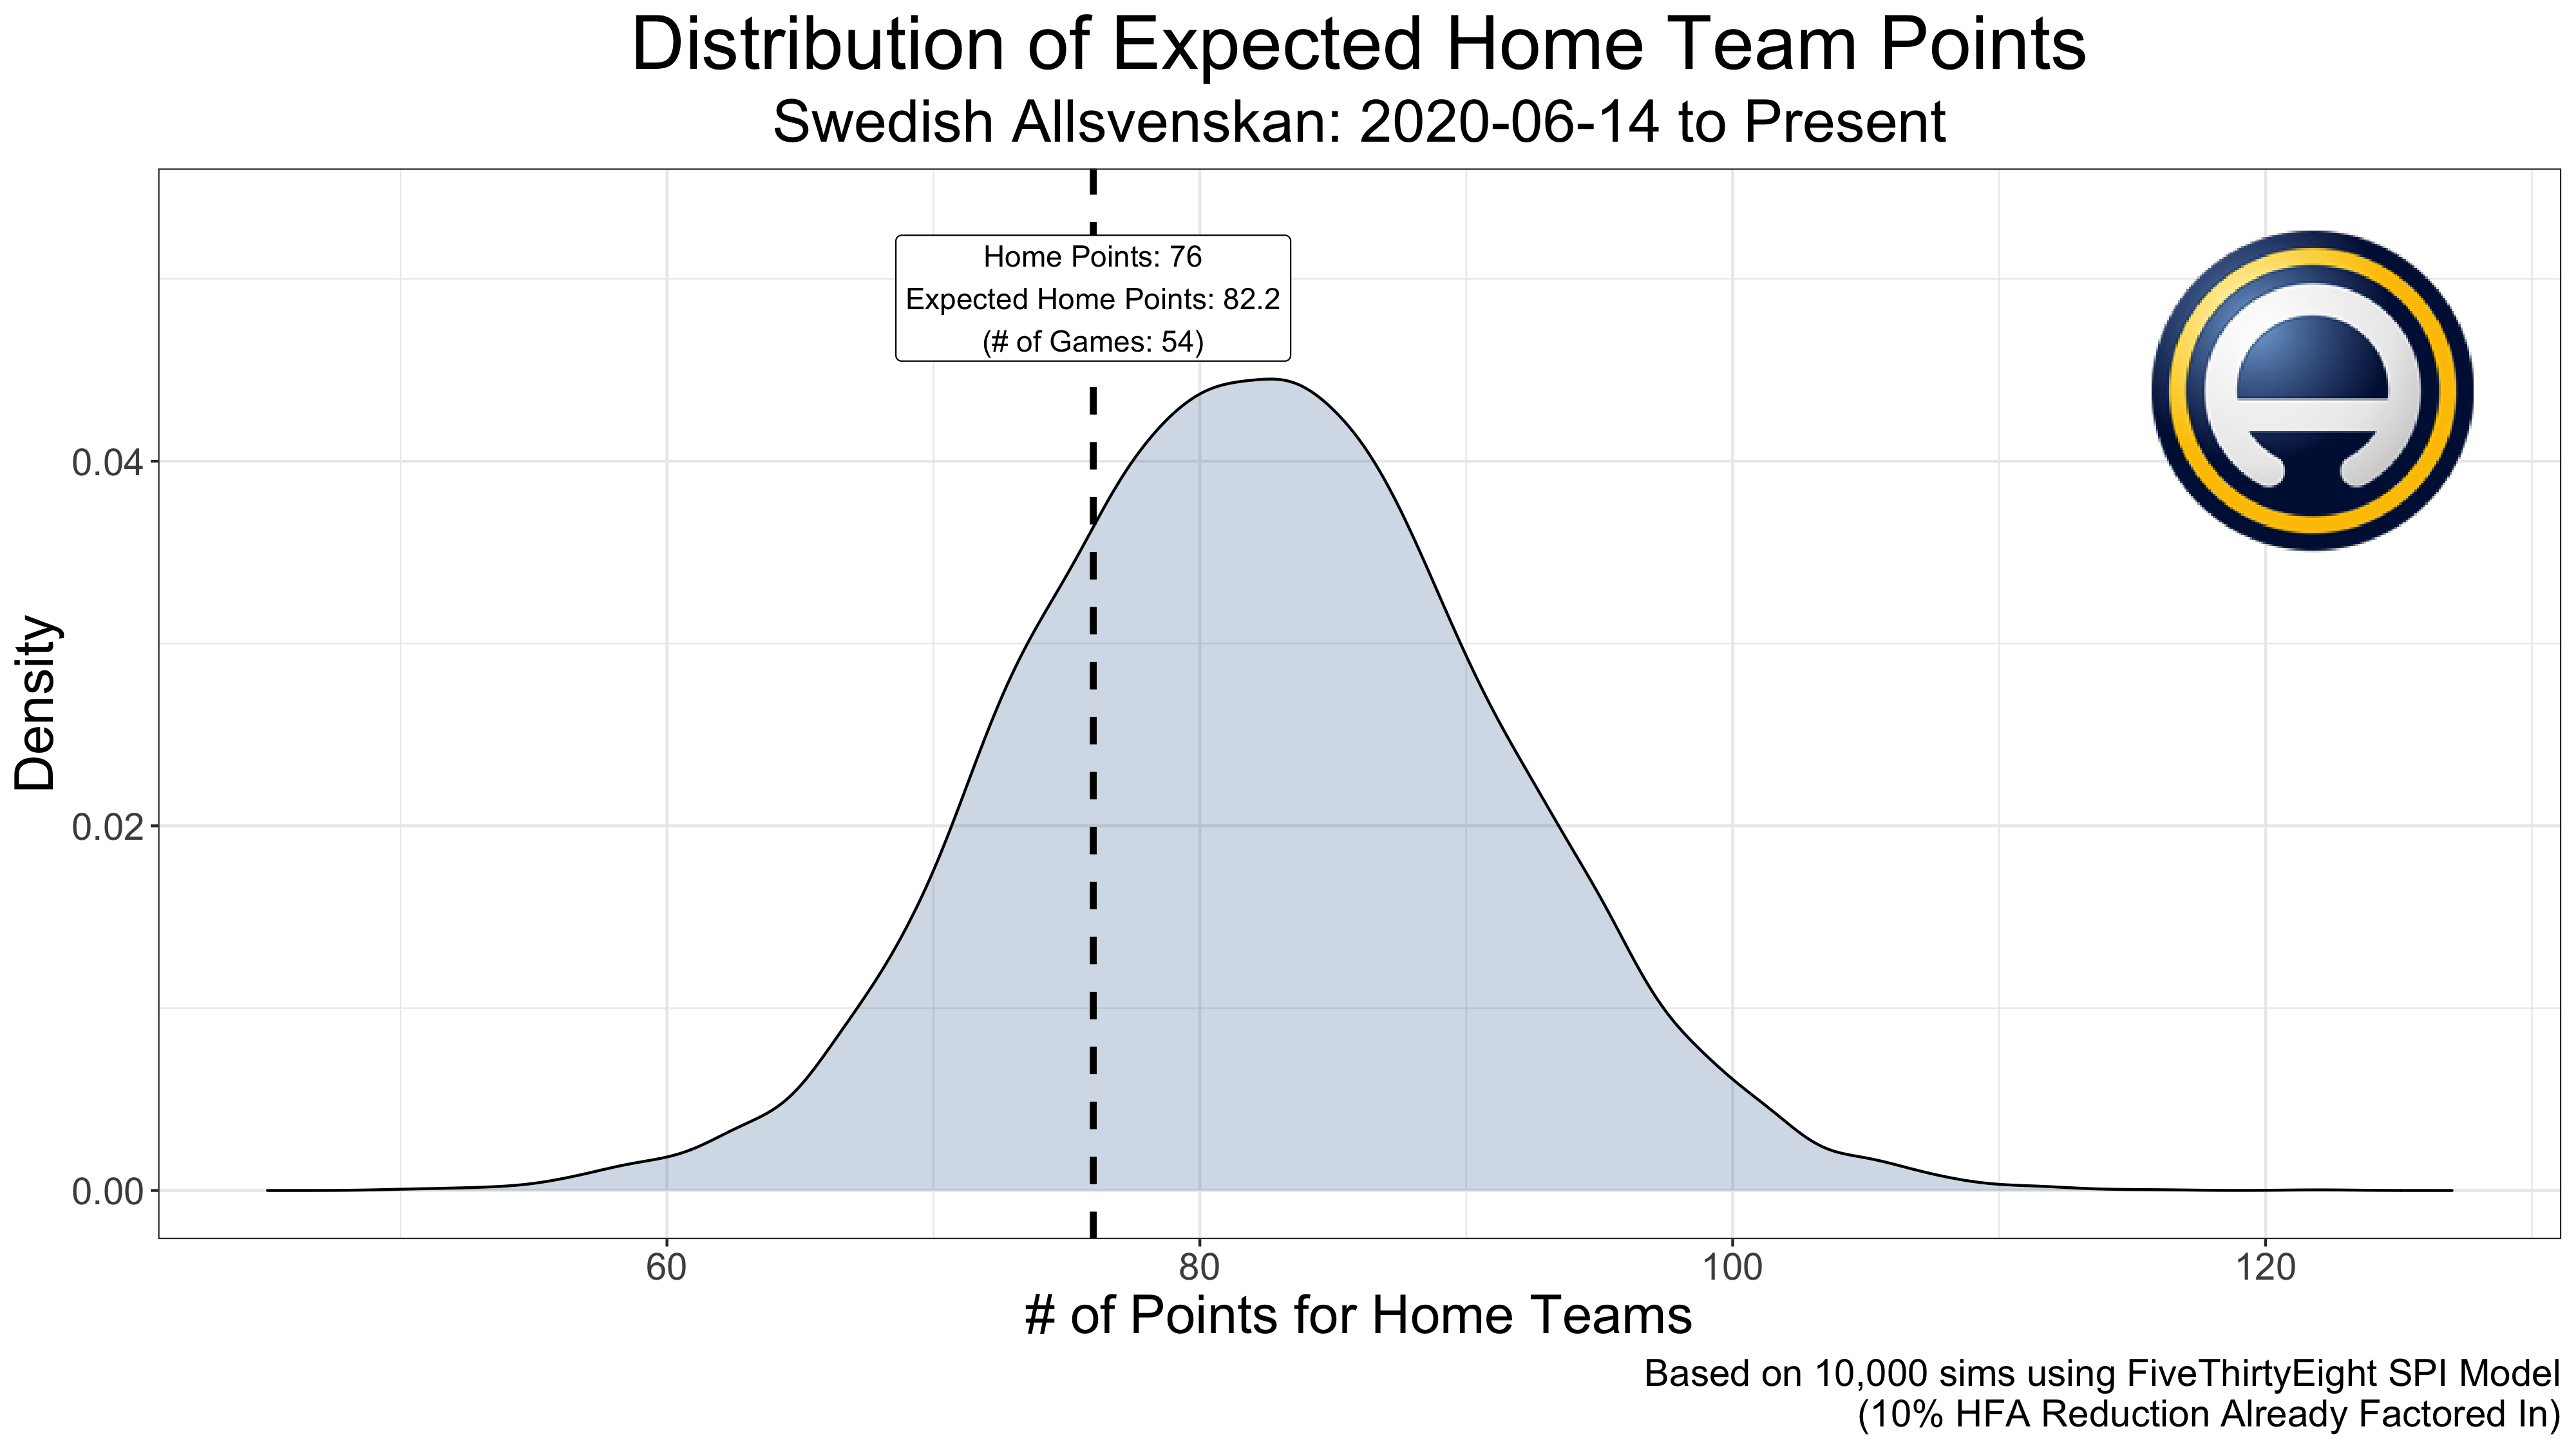 Distribution of Expected Home Team Points
Swedish Allsvenskan: 2020-06-14 to Present
Home Points: 76
Expected Home Points: 82.2
(# of Games: 54)
Density
0.04
0.02
0.00
60
80
100
120
# of Points for Home Teams
Based on 10,000 sims using FiveThirtyEight SPI Model
(10% HFA Reduction Already Factored In)